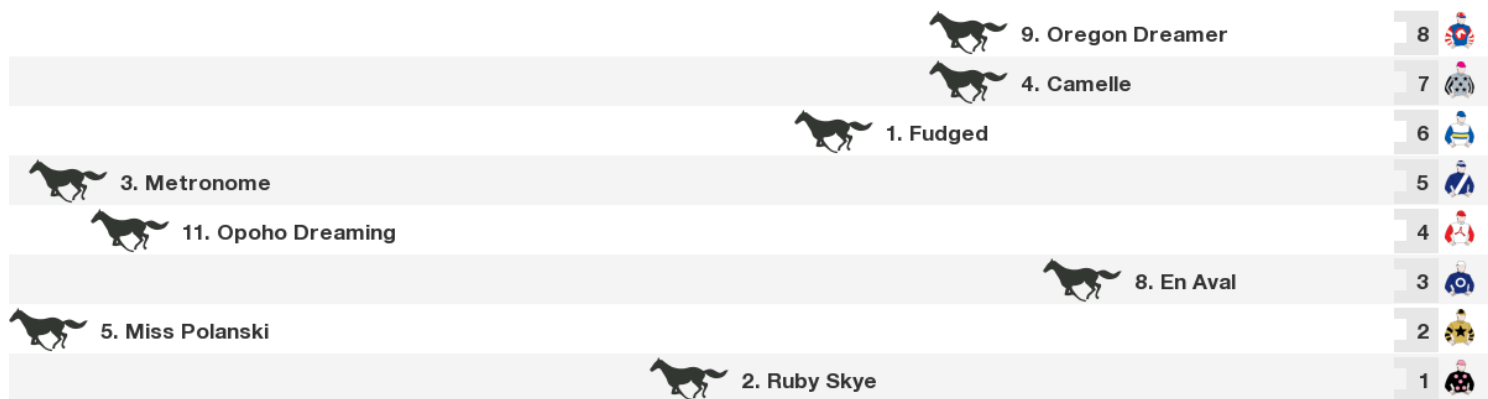 9. Oregon Dreamer 8
4. Camelle 7
1. Fudged 6
3. Metronome 5
11. Opoho Dreaming 4
8. En Aval 3
5. Miss Polanski 2
2. Ruby Skye 1